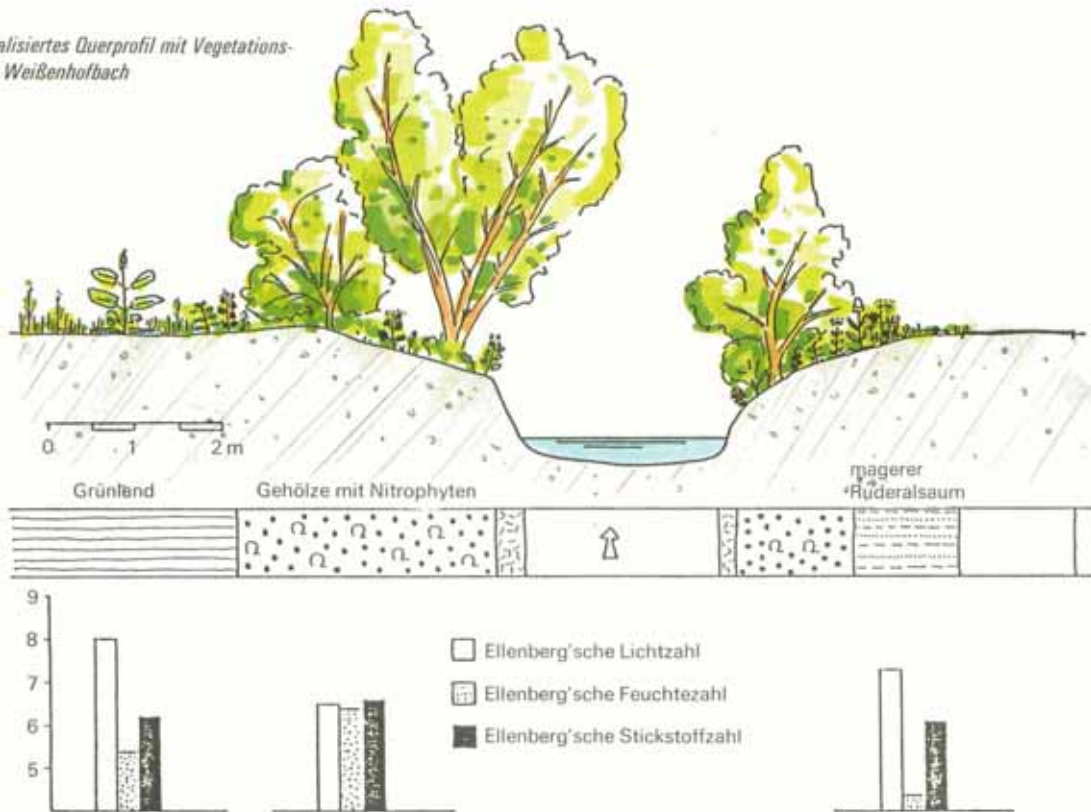 alisiertes Querprofil mit Vegetations-
Weißenhofbach
0 1 2 m
Grünland
Gehölze mit Nitrophyten
magerer
Ruderalsaum
9
8
7
6
5
Ellenberg'sche Lichtzahl
Ellenberg'sche Feuchtezahl
Ellenberg'sche Stickstoffzahl